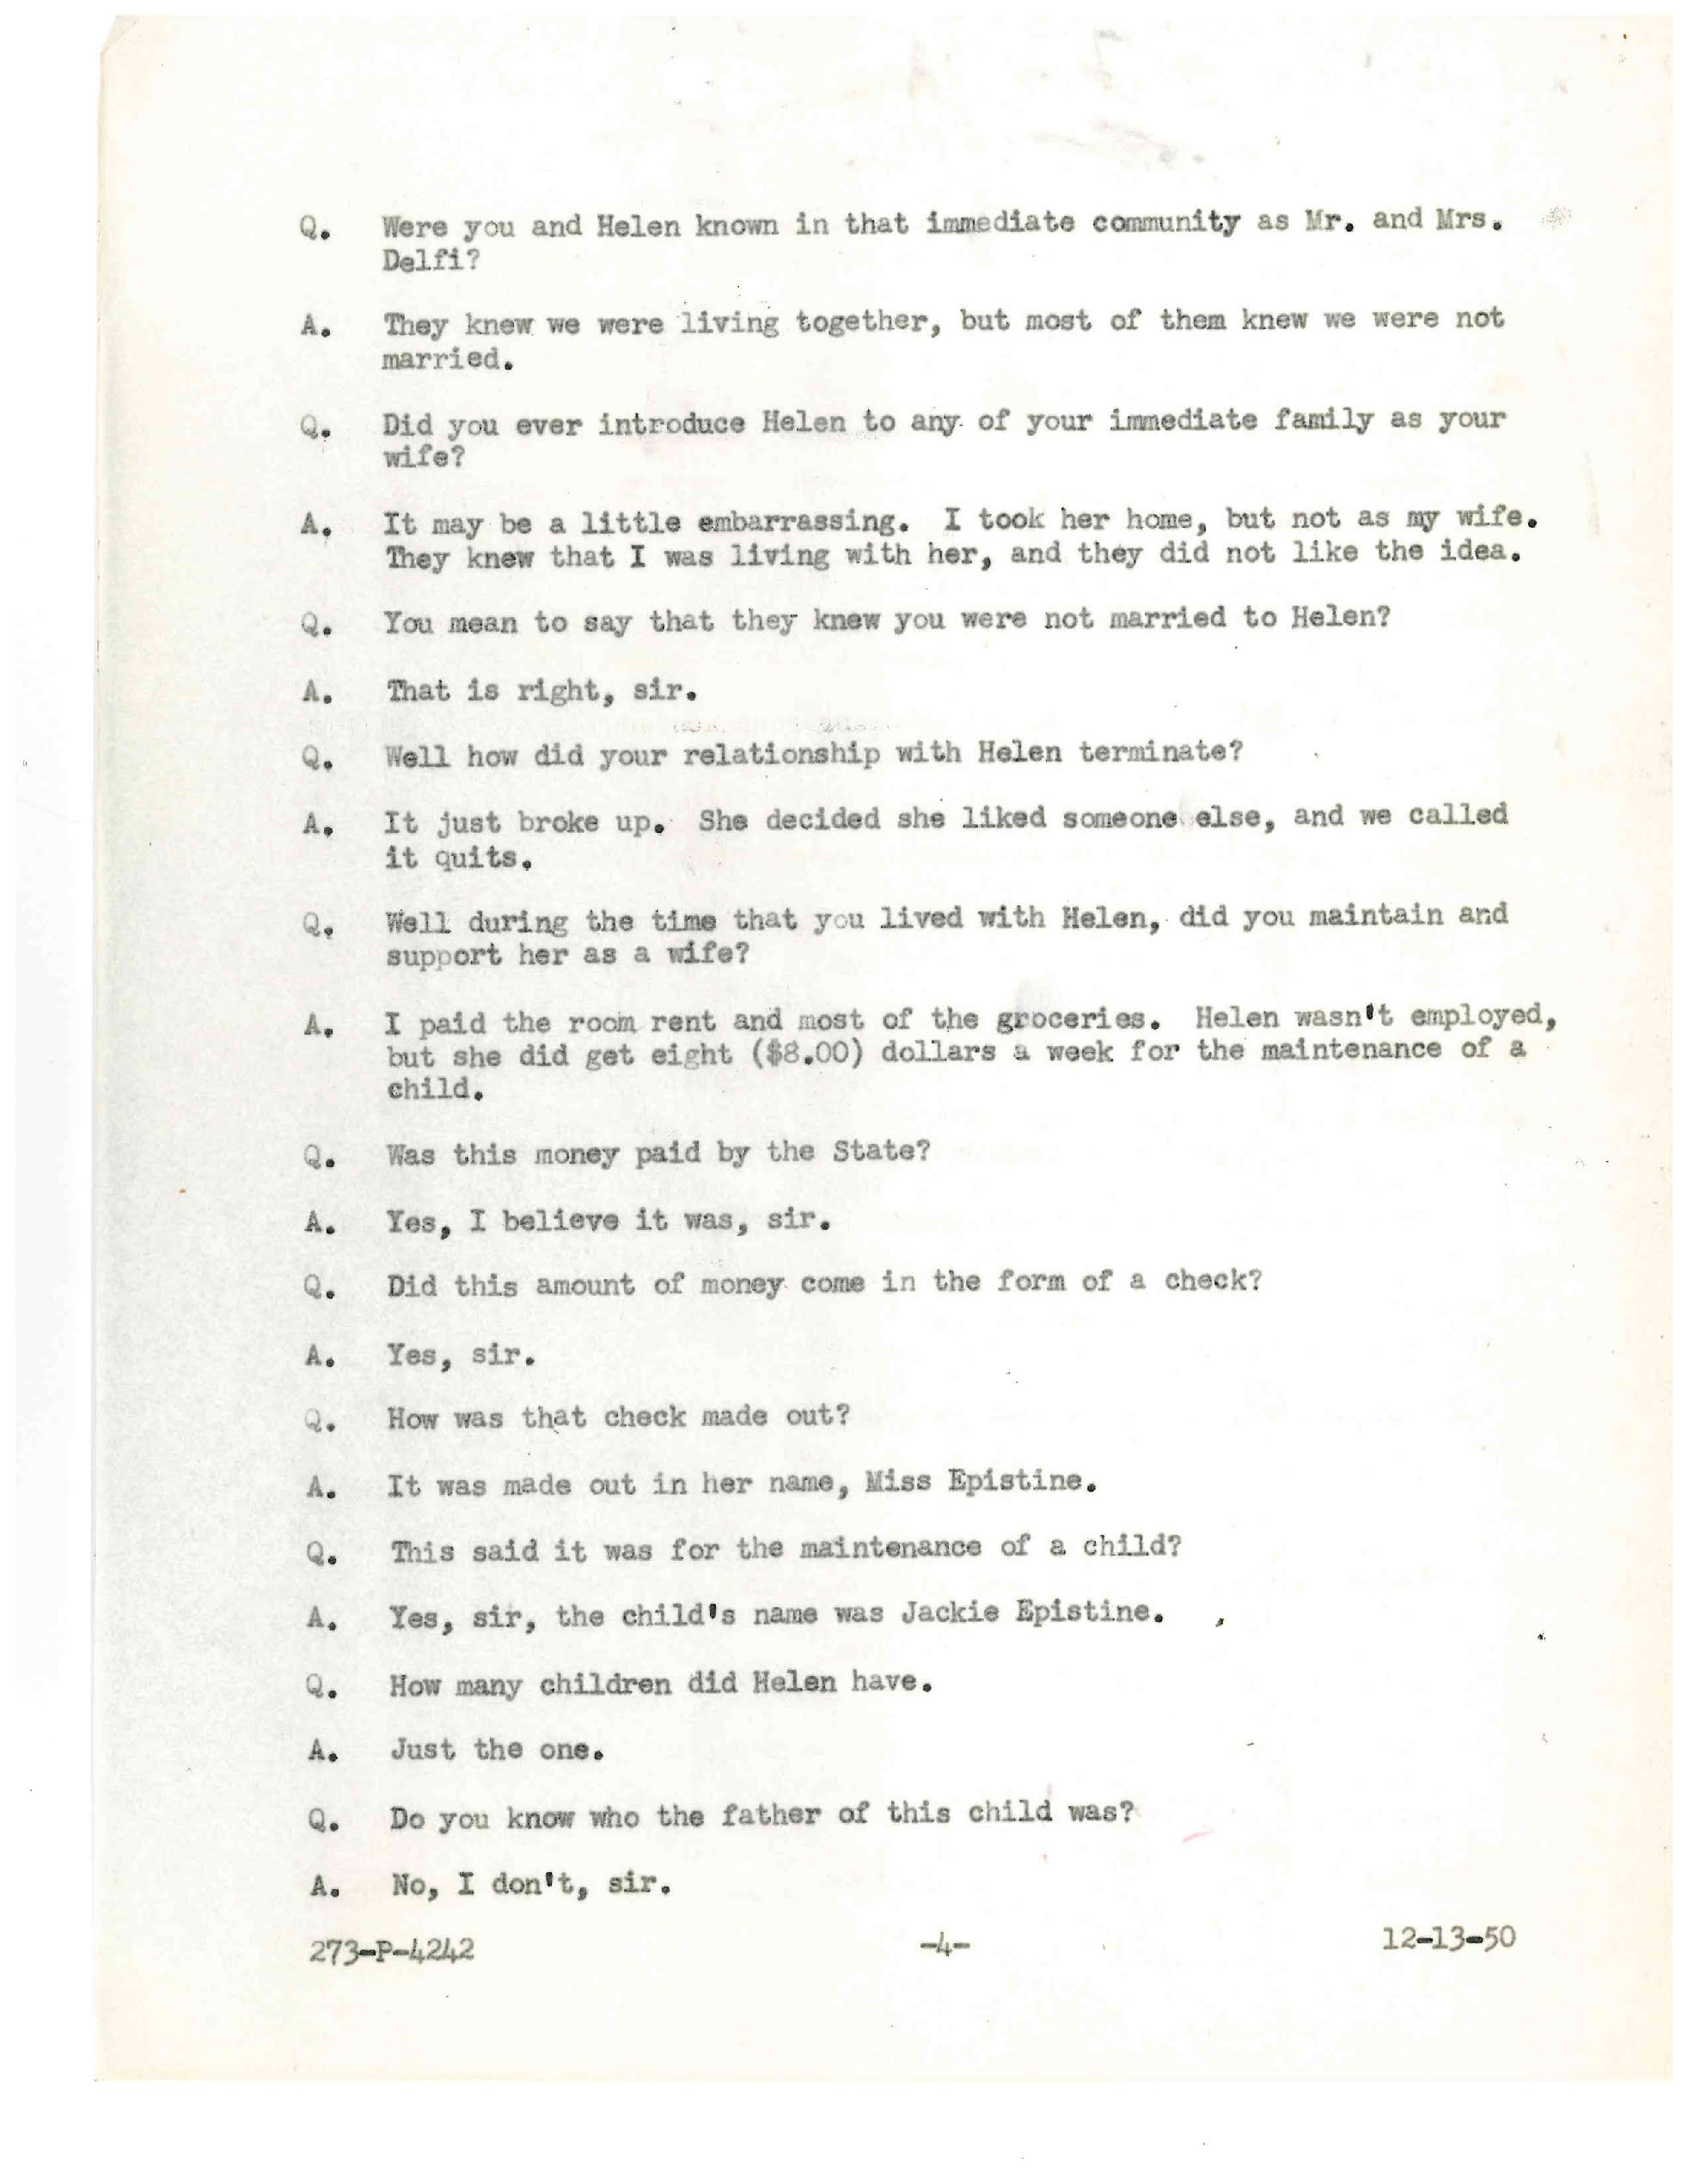 Q. Were you and Helen known in that immediate community as Mr. and Mrs.
Delfi?
A. They knew we were living together, but most of them knew we were not
married.
Q. Did you ever introduce Helen to any of your immediate family as your
wife?
A. It may be a little embarrassing. I took her home, but not as my wife.
They knew that I was living with her, and they did not like the idea.
Q. You mean to say that they knew you were not married to Helen?
A. That is right, sir.
Q. Well how did your relationship with Helen terminate?
A. It just broke up. She decided she liked someone else, and we called
it quits.
Q. Well during the time that you lived with Helen, did you maintain and
support her as a wife?
A. I paid the room rent and most of the groceries. Helen wasn't employed,
but she did get eight ($8.00) dollars a week for the maintenance of a
child.
Q. Was this money paid by the State?
A. Yes, I believe it was, sir.
Q. Did this amount of money come in the form of a check?
A. Yes, sir.
Q. How was that check made out?
A. It was made out in her name, Miss Epistine.
Q. This said it was for the maintenance of a child?
A. Yes, sir, the child's name was Jackie Epistine.
Q. How many children did Helen have.
A. Just the one.
Q. Do you know who the father of this child was?
A. No, I don't, sir.
273-P-4242 -4- 12-13-50